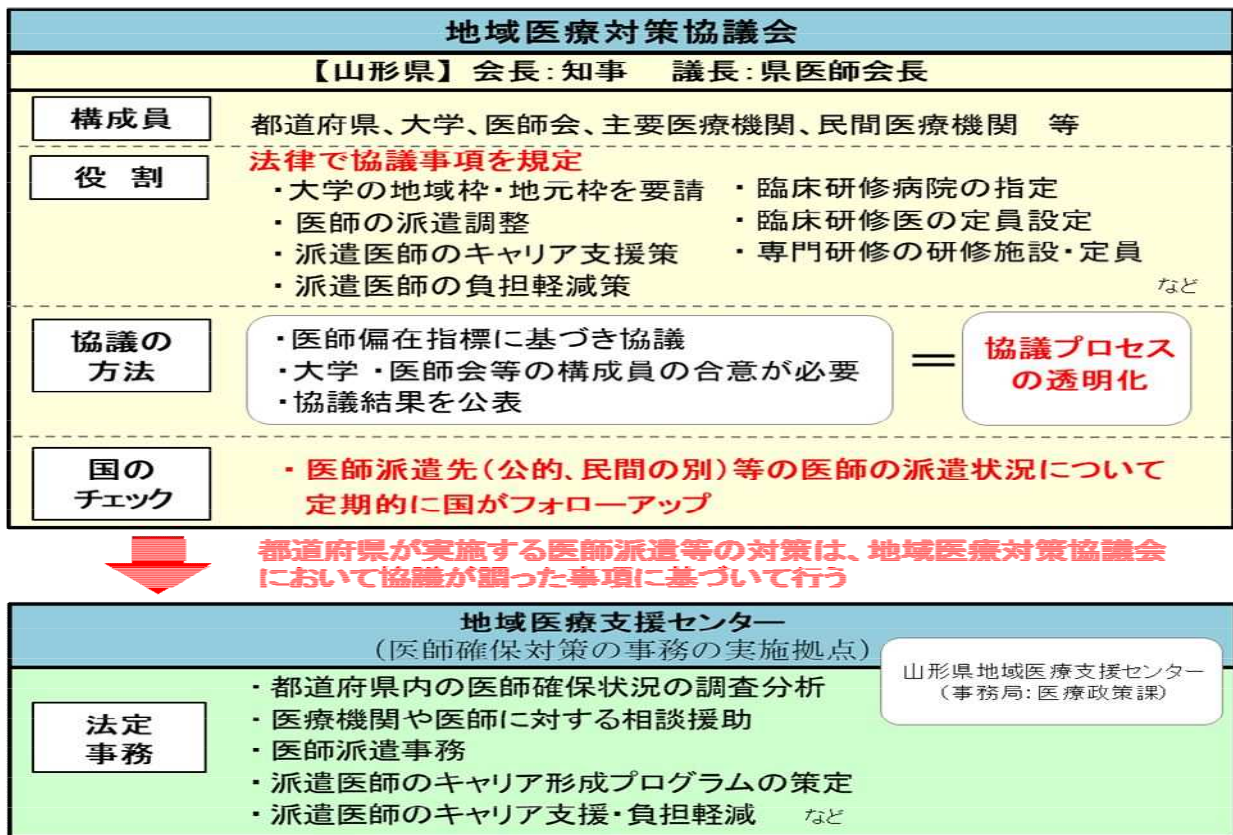 地域医療対策協議会
【山形県】会長:知事　議長:県医師会長
構成員
都道府県、大学、医師会、主要医療機関、民間医療機関　等
役 割
法律で協議事項を規定
・大学の地域枠・地元枠を要請
・医師の派遣調整
・派遣医師のキャリア支援策
・派遣医師の負担軽減策
・臨床研修病院の指定
・臨床研修医の定員設定
・専門研修の研修施設・定員
など
協議の
方法
・医師偏在指標に基づき協議
・大学・医師会等の構成員の合意が必要
・協議結果を公表
＝
協議プロセス
の透明化
国の
チェック
・医師派遣先(公的、民間の別)等の医師の派遣状況について
定期的に国がフォローアップ
都道府県が実施する医師派遣等の対策は、地域医療対策協議会
において協議が調った事項に基づいて行う
地域医療支援センター
(医師確保対策の事務の実施拠点)
山形県地域医療支援センター
(事務局:医療政策課)
法定
事務
・都道府県内の医師確保状況の調査分析
・医療機関や医師に対する相談援助
・医師派遣事務
・派遣医師のキャリア形成プログラムの策定
・派遣医師のキャリア支援・負担軽減　など